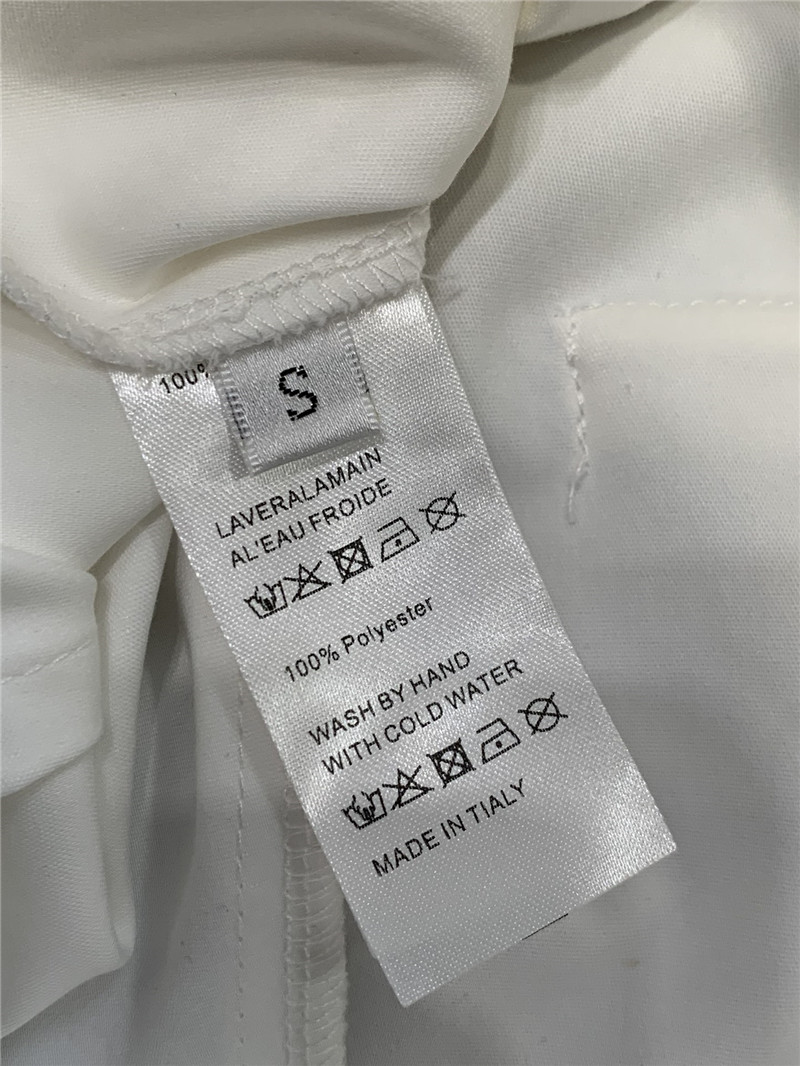 100%
S
LAVERALAMAIN
AL'EAU FROIDE
100% Polyester
WASH BY HAND
WITH COLD WATER
MADE IN TIALY